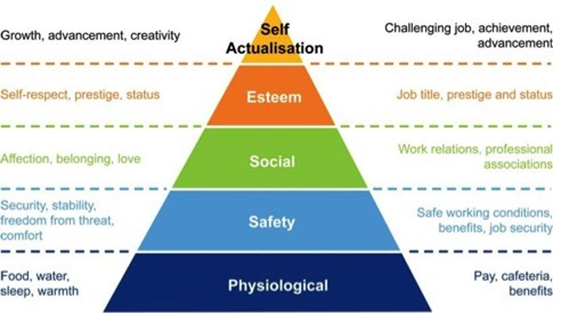 Growth, advancement, creativity
Self
Actualisation
Challenging job, achievement,
advancement
Self-respect, prestige, status
Esteem
Job title, prestige and status
Affection, belonging, love
Social
Work relations, professional
associations
Security, stability,
freedom from threat,
comfort
Safety
Safe working conditions,
benefits, job security
Food, water,
sleep, warmth
Physiological
Pay, cafeteria,
benefits